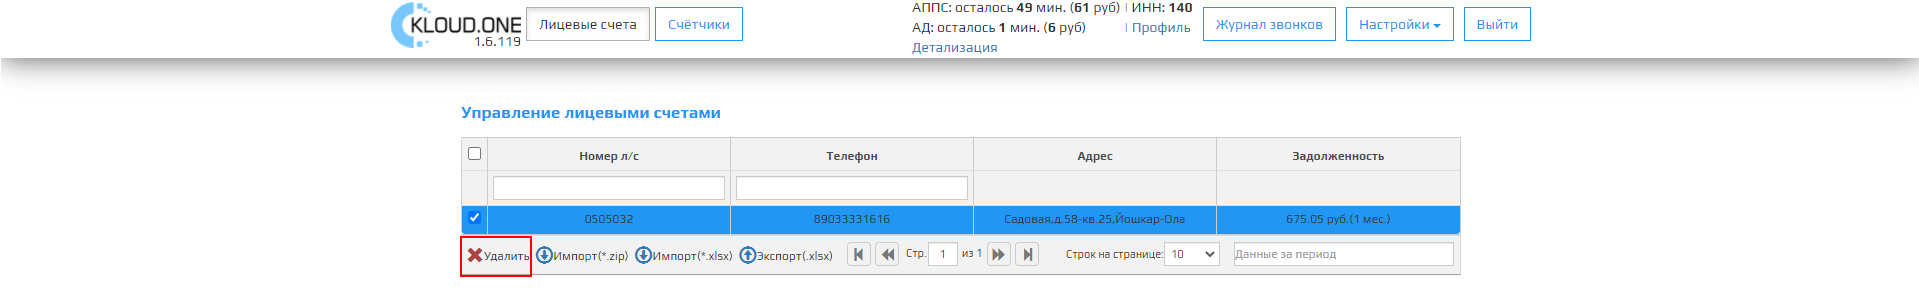 KLOUD.ONE
1.6.119
Лицевые счета
Счётчики
АППС: осталось 49 мин. (61 руб) | ИНН: 140
АД: осталось 1 мин. (6 руб) | Профиль
Детализация
Журнал звонков
Настройки
Выйти
Управление лицевыми счетами
Номер л/с Телефон Адрес Задолженность
0505032 89033331616 Садовая,д.58-кв.25,Йошкар-Ола 675.05 руб.(1 мес.)
Удалить Импорт(*.zip) Импорт(*.xlsx) Экспорт(.xlsx) Стр. 1 из 1 Строк на странице: 10 Данные за период